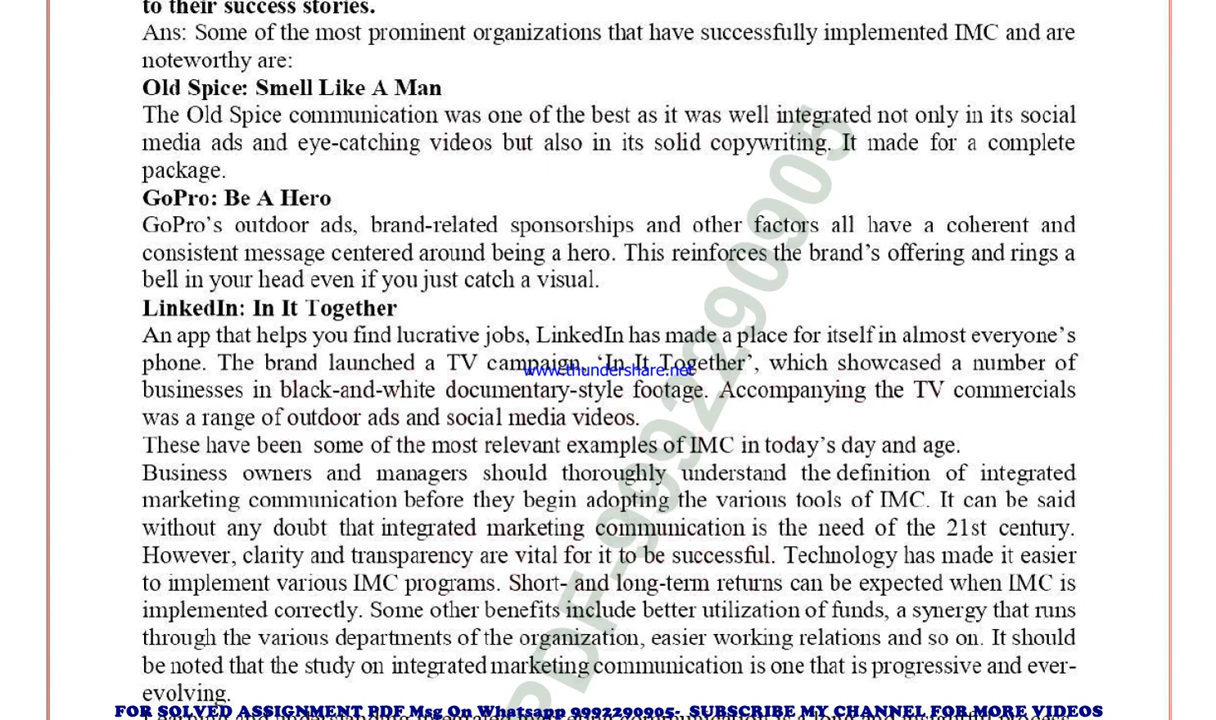 to their success stories.
Ans: Some of the most prominent organizations that have successfully implemented IMC and are
noteworthy are:
Old Spice: Smell Like A Man
The Old Spice communication was one of the best as it was well integrated not only in its social
media ads and eye-catching videos but also in its solid copywriting. It made for a complete
package.
GoPro: Be A Hero
GoPro’s outdoor ads, brand-related sponsorships and other factors all have a coherent and
consistent message centered around being a hero. This reinforces the brand’s offering and rings a
bell in your head even if you just catch a visual.
LinkedIn: In It Together
An app that helps you find lucrative jobs, LinkedIn has made a place for itself in almost everyone’s
phone. The brand launched a TV campaign, ‘In It Together’, which showcased a number of
www.thundershare.net
businesses in black-and-white documentary-style footage. Accompanying the TV commercials
was a range of outdoor ads and social media videos.
These have been some of the most relevant examples of IMC in today’s day and age.
Business owners and managers should thoroughly understand the definition of integrated
marketing communication before they begin adopting the various tools of IMC. It can be said
without any doubt that integrated marketing communication is the need of the 21st century.
However, clarity and transparency are vital for it to be successful. Technology has made it easier
to implement various IMC programs. Short- and long-term returns can be expected when IMC is
implemented correctly. Some other benefits include better utilization of funds, a synergy that runs
through the various departments of the organization, easier working relations and so on. It should
be noted that the study on integrated marketing communication is one that is progressive and ever-
evolving.
PDF-9992290905
FOR SOLVED ASSIGNMENT PDF Msg On Whatsapp 9992290905- SUBSCRIBE MY CHANNEL FOR MORE VIDEOS